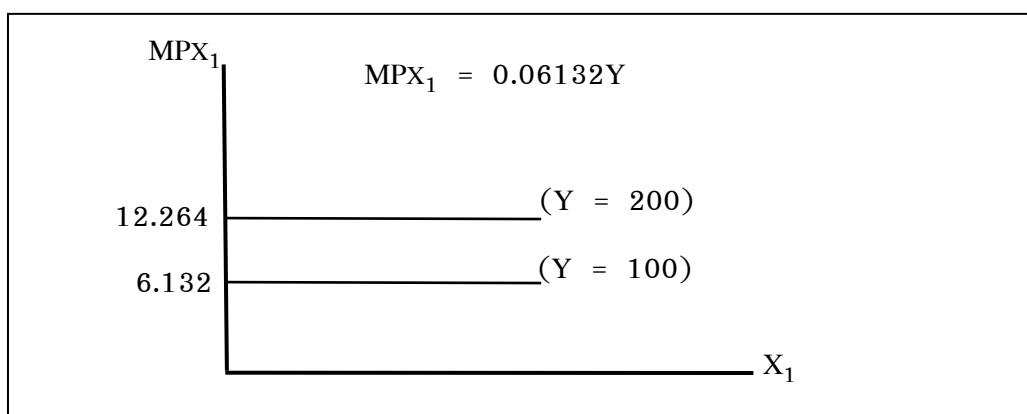 MPX₁
MPX₁ = 0.06132Y
(Y = 200)
12.264
(Y = 100)
6.132
X₁